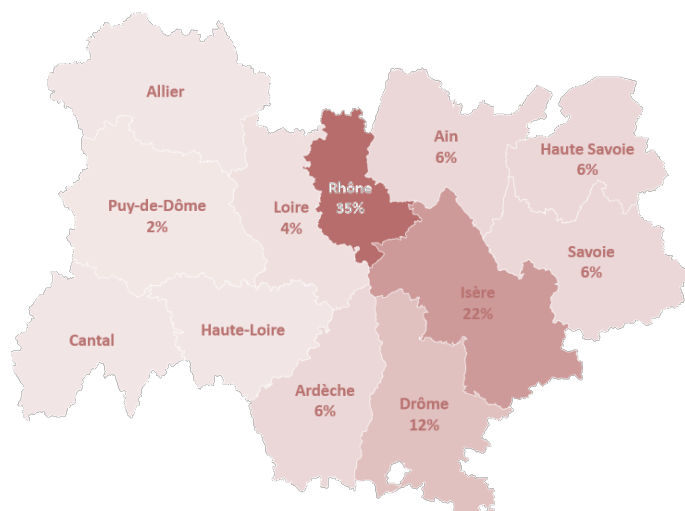 Allier
Ain
6%
Haute Savoie
6%
Rhône
35%
Puy-de-Dôme
2%
Loire
4%
Savoie
6%
Isère
22%
Cantal
Haute-Loire
Ardèche
6%
Drôme
12%